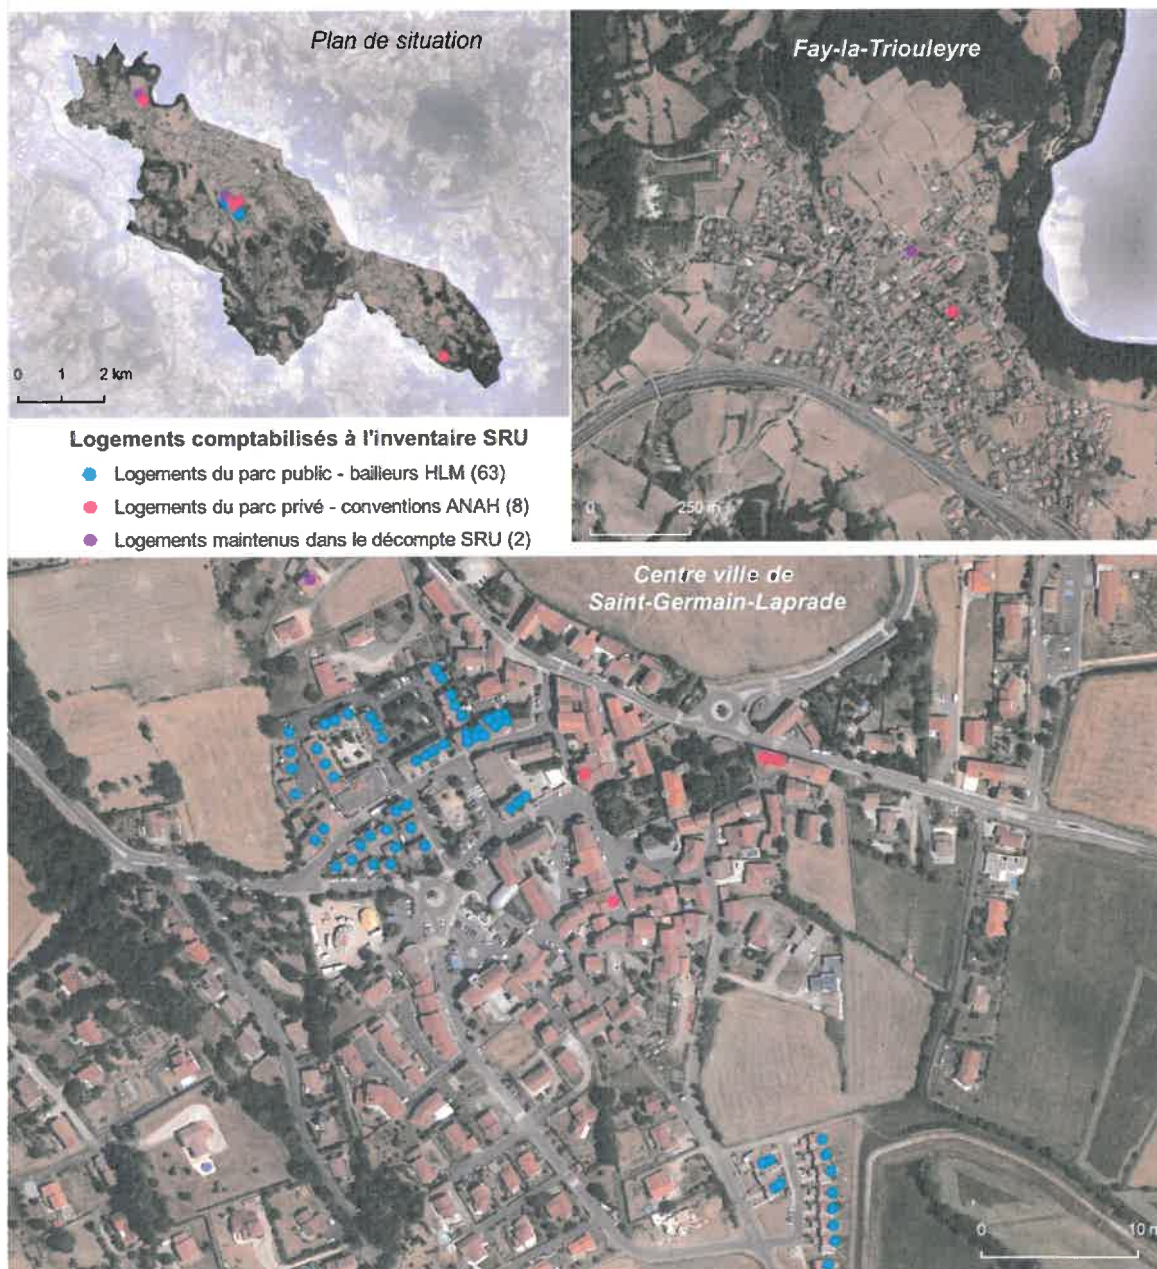 Plan de situation
0 1 2 km
Fay-la-Triouleyre
0 250 m
Logements comptabilisés à l'inventaire SRU
Logements du parc public - bailleurs HLM (63)
Logements du parc privé - conventions ANAH (8)
Logements maintenus dans le décompte SRU (2)
Centre ville de
Saint-Germain-Laprade
0 10 m